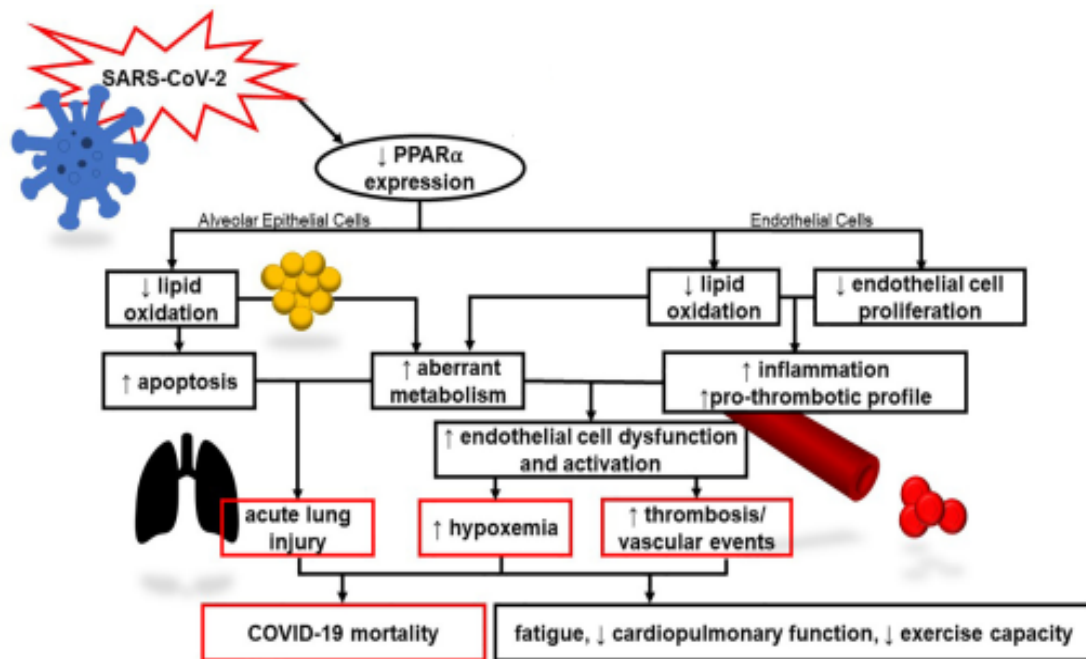 SARS-CoV-2
↓ PPARα
expression
Alveolar Epithelial Cells
Endothelial Cells
↓ lipid
oxidation
↓ lipid
oxidation
↓ endothelial cell
proliferation
↑ apoptosis
↑ aberrant
metabolism
↑ inflammation
↑pro-thrombotic profile
↑ endothelial cell dysfunction
and activation
acute lung
injury
↑ hypoxemia
↑ thrombosis/
vascular events
COVID-19 mortality
fatigue, ↓ cardiopulmonary function, ↓ exercise capacity